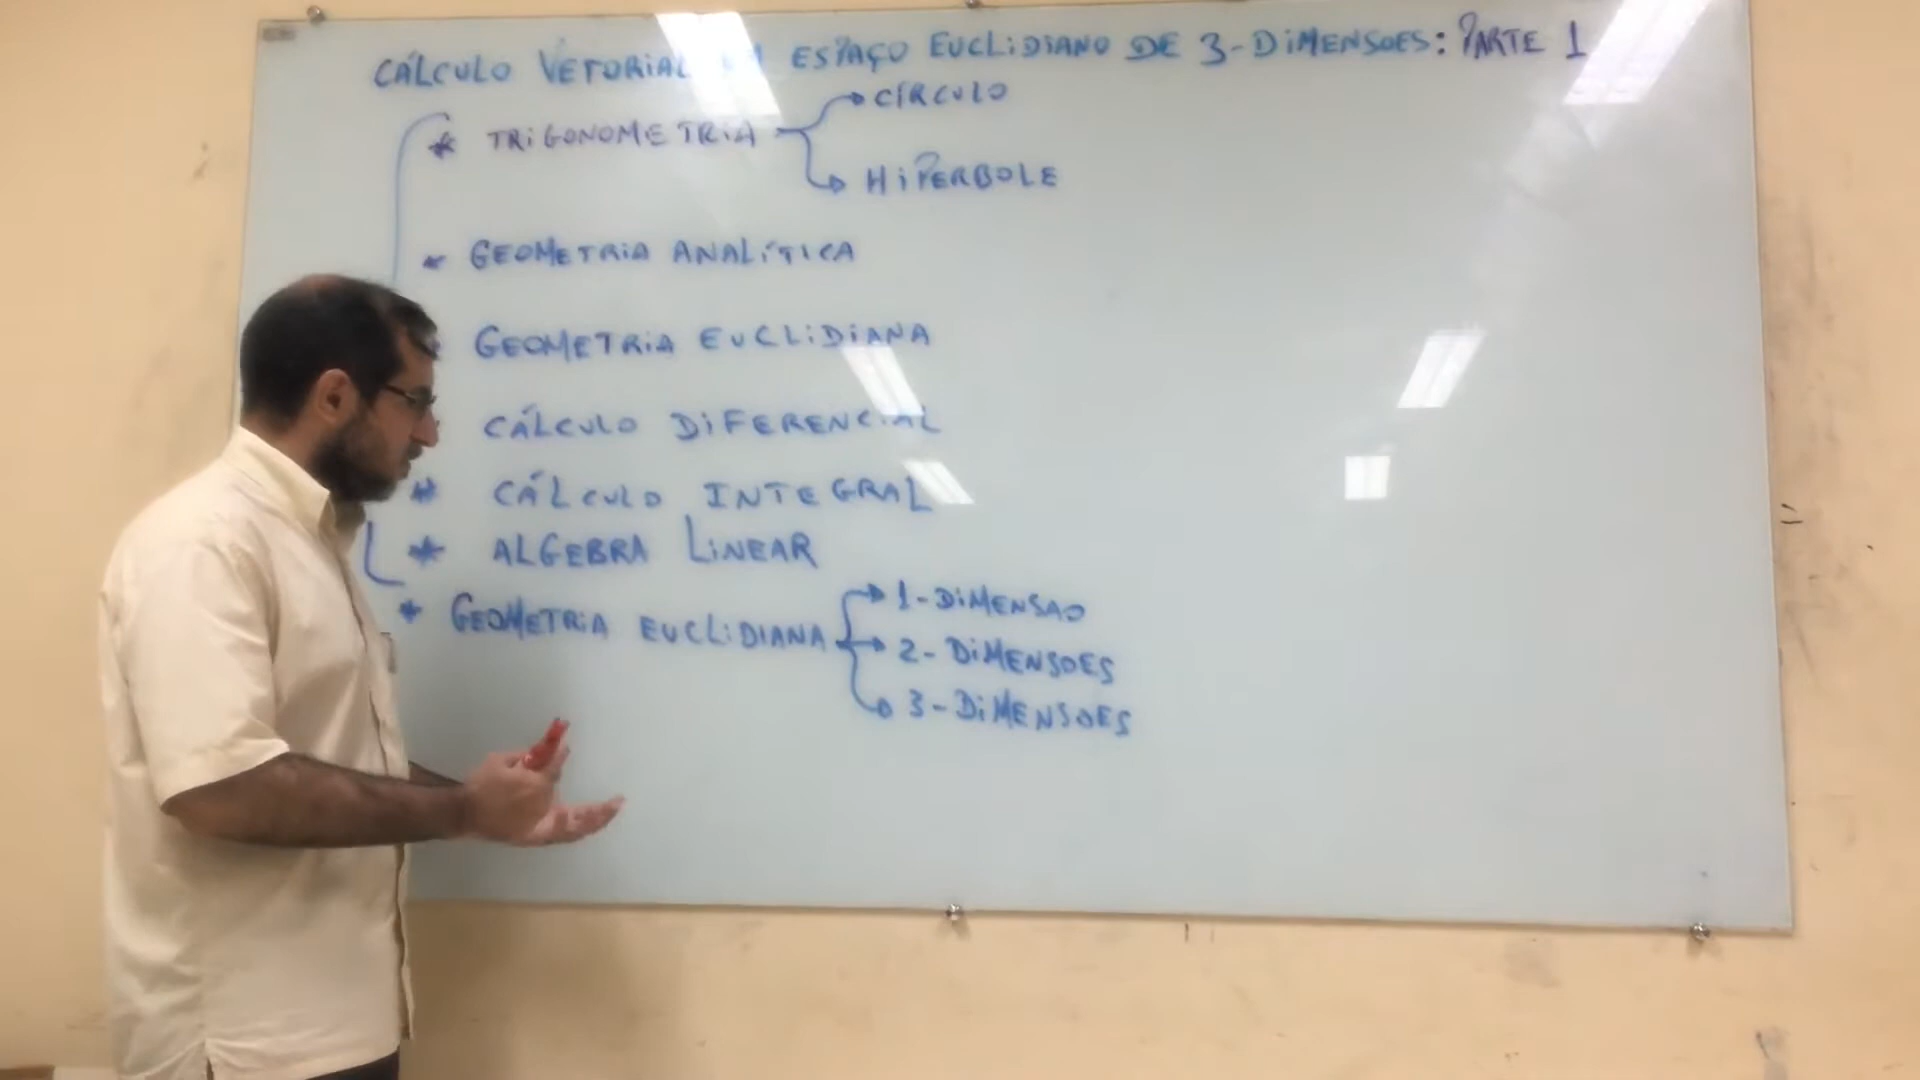 CÁLCULO VETORIAL EM ESPAÇO EUCLIDIANO DE 3-DIMENSOES: PARTE 1
* TRIGONOMETRIA
CÍRCULO
HIPERBOLE
* GEOMETRIA ANALÍTICA
GEOMETRIA EUCLIDIANA
CÁLCULO DIFERENCIAL
* CÁLCULO INTEGRAL
* ALGEBRA LINEAR
* GEOMETRIA EUCLIDIANA
1-DIMENSAO
2-DIMENSOES
3-DIMENSOES